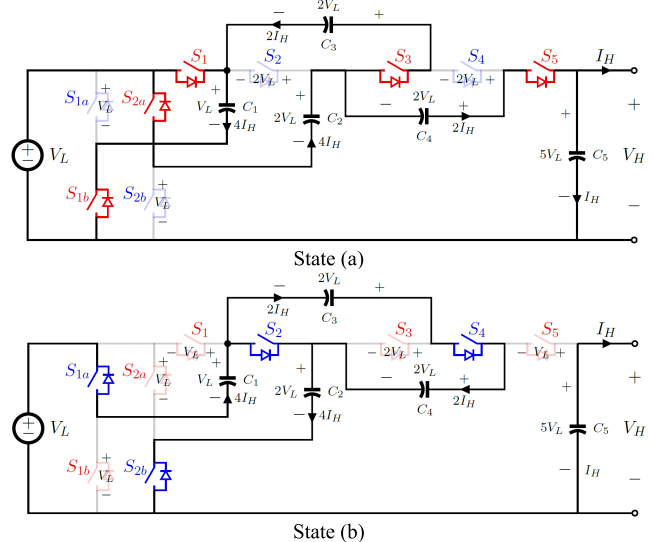 − 2V_L +
2I_H C_3
S_1 S_2 S_3 S_4 S_5 I_H
2V_L 2V_L
S_1a + V_L − S_2a V_L + C_1 − 4I_H 2V_L + C_2 − 4I_H − 2V_L + C_4 2I_H +
+ − V_L 5V_L C_5 V_H
S_1b S_2b + V_L − − I_H −
State (a)
− 2V_L +
2I_H C_3
S_1 S_2 S_3 S_4 S_5 I_H
− V_L + − 2V_L + − V_L +
S_1a S_2a + V_L − V_L + C_1 − 4I_H 2V_L + C_2 − 4I_H − 2V_L + C_4 2I_H +
+ − V_L 5V_L C_5 V_H
S_1b + V_L − S_2b − I_H −
State (b)